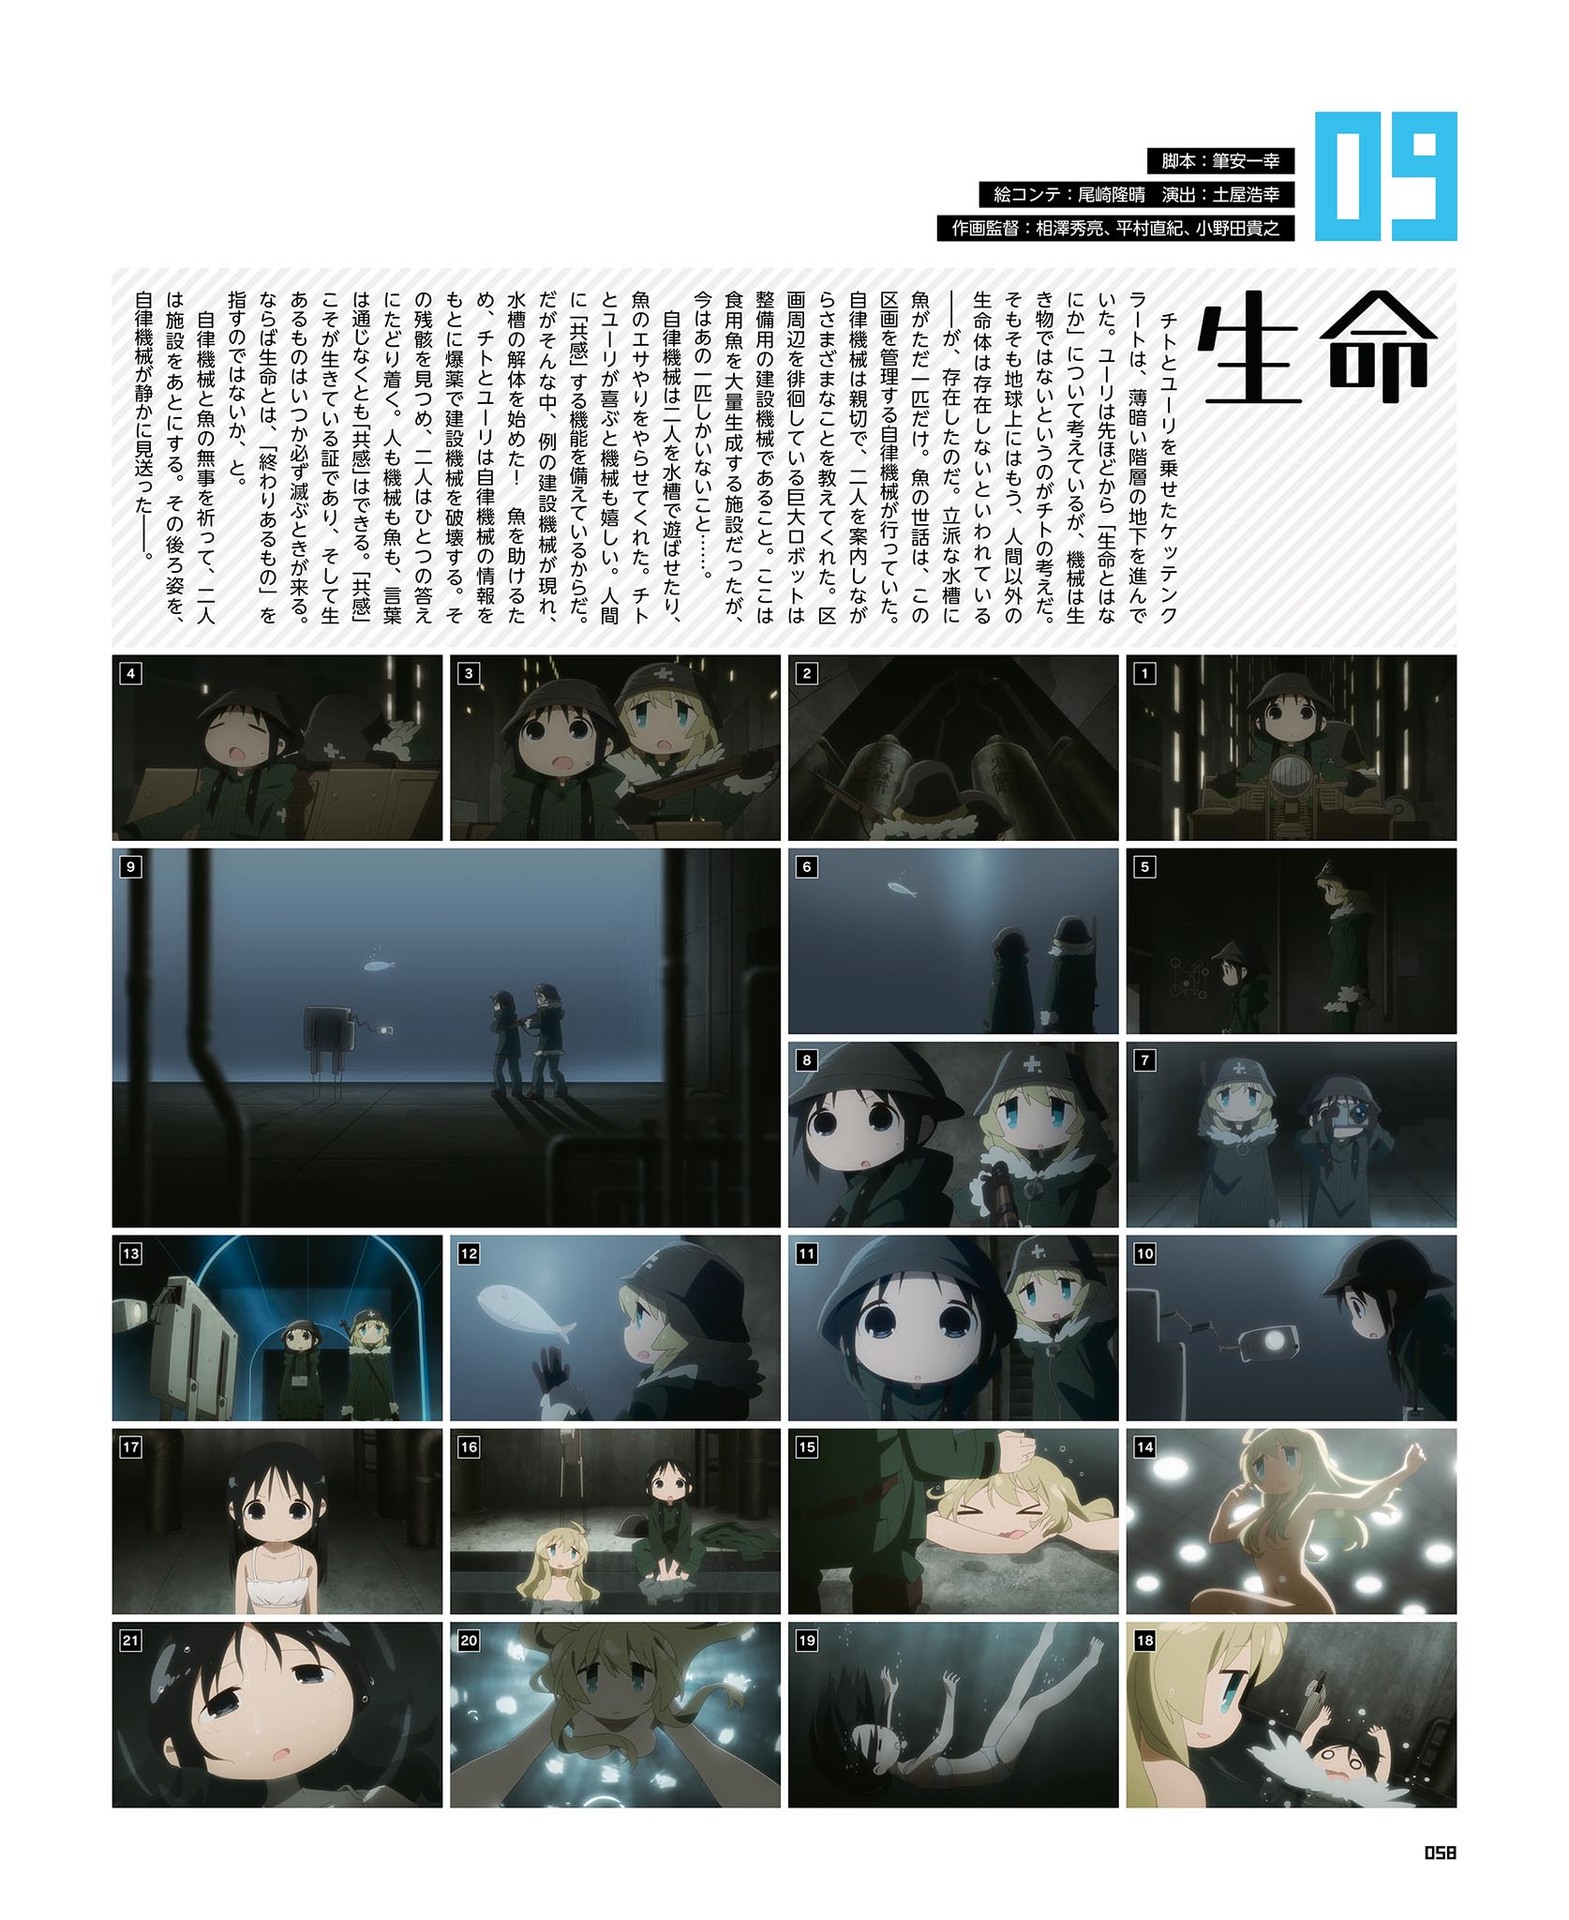 09
脚本：筆安一幸
絵コンテ：尾崎隆晴　演出：土屋浩幸
作画監督：相澤秀亮、平村直紀、小野田貴之
生命
　チトとユーリを乗せたケッテンク
ラートは、薄暗い階層の地下を進んで
いた。ユーリは先ほどから「生命とはな
にか」について考えているが、機械は生
き物ではないというのがチトの考えだ。
そもそも地球上にはもう、人間以外の
生命体は存在しないといわれている
――が、存在したのだ。立派な水槽に
魚がただ一匹だけ。魚の世話は、この
区画を管理する自律機械が行っていた。
自律機械は親切で、二人を案内しなが
らさまざまなことを教えてくれた。区
画周辺を徘徊している巨大ロボットは
整備用の建設機械であること。ここは
食用魚を大量生成する施設だったが、
今はあの一匹しかいないこと……。
　自律機械は二人を水槽で遊ばせたり、
魚のエサやりをやらせてくれた。チト
とユーリが喜ぶと機械も嬉しい。人間
に「共感」する機能を備えているからだ。
だがそんな中、例の建設機械が現れ、
水槽の解体を始めた！　魚を助けるた
め、チトとユーリは自律機械の情報を
もとに爆薬で建設機械を破壊する。そ
の残骸を見つめ、二人はひとつの答え
にたどり着く。人も機械も魚も、言葉
は通じなくとも「共感」はできる。「共感」
こそが生きている証であり、そして生
あるものはいつか必ず滅ぶときが来る。
ならば生命とは、「終わりあるもの」を
指すのではないか、と。
　自律機械と魚の無事を祈って、二人
は施設をあとにする。その後ろ姿を、
自律機械が静かに見送った――。
1
2
3
4
5
6
7
8
9
10
11
12
13
14
15
16
17
18
19
20
21
058